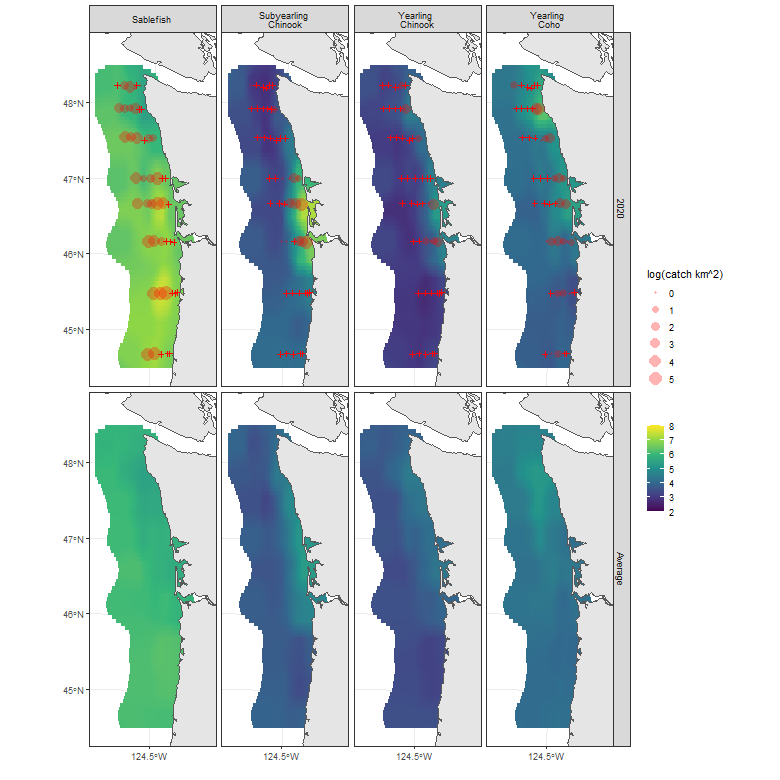 Sablefish
Subyearling
Chinook
Yearling
Chinook
Yearling
Coho
48°N
47°N
46°N
45°N
2020
log(catch km^2)
0
1
2
3
4
5
8
7
6
5
4
3
2
48°N
47°N
46°N
45°N
Average
124.5°W
124.5°W
124.5°W
124.5°W